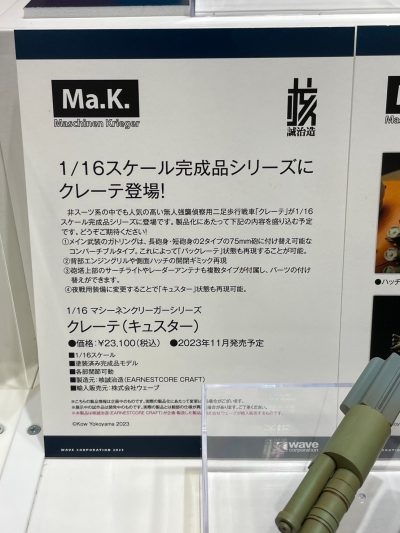 Ma.K.
Maschinen Krieger
核
誠治造
1/16スケール完成品シリーズに
クレーテ登場!
非スーツ系の中でも人気の高い無人強襲偵察用二足歩行戦車「クレーテ」が1/16
スケール完成品シリーズに登場です。製品化にあたって下記の内容を盛り込む予定
です。どうぞご期待ください!
①メイン武装のガトリングは、長砲身・短砲身の2タイプの75mm砲に付け替え可能な
コンバーチブルタイプ。これによって「バックレーテ」状態も再現することが可能。
②背部エンジングリルや側面ハッチの開閉ギミック再現
③砲塔上部のサーチライトやレーダーアンテナも複数タイプが付属し、パーツの付け
替えができます。
④夜戦用装備に変更することで「キュスター」状態も再現可能。
1/16 マシーネンクリーガーシリーズ
クレーテ(キュスター)
●価格:¥23,100(税込) ●2023年11月発売予定
■1/16スケール
■塗装済み完成品モデル
■各部関節可動
■製造元:核誠治造(EARNESTCORE CRAFT)
■輸入販売元:株式会社ウェーブ
©Kow Yokoyama 2023
WAVE CORPORATION 2023
wave
corporation
●ハッチ